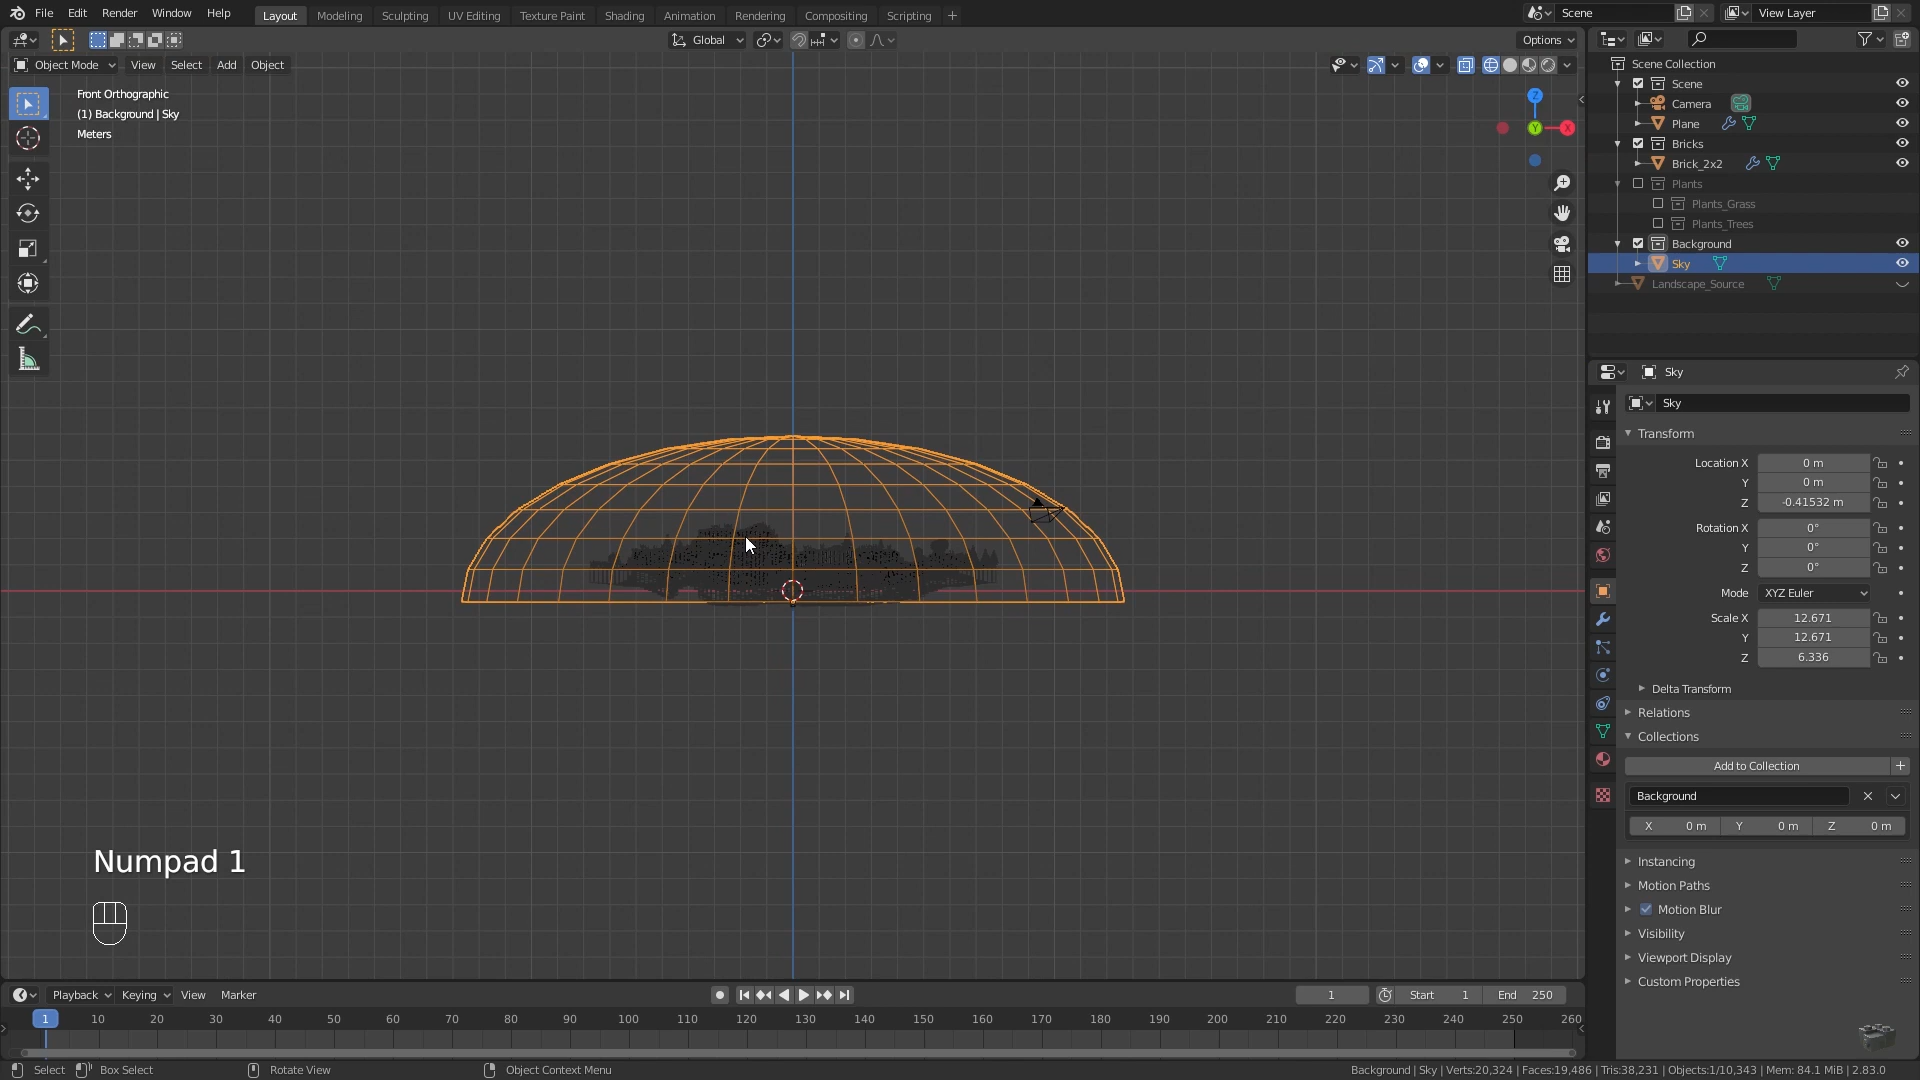 File Edit Render Window Help Layout Modeling Sculpting UV Editing Texture Paint Shading Animation Rendering Compositing Scripting + Scene View Layer
Global Options
Object Mode View Select Add Object
Front Orthographic
(1) Background | Sky
Meters
Z
Y
X
Scene Collection
Scene
Camera
Plane
Bricks
Brick_2x2
Plants
Plants_Grass
Plants_Trees
Background
Sky
Landscape_Source
Sky
Sky
Transform
Location X 0 m
Y 0 m
Z -0.41532 m
Rotation X 0°
Y 0°
Z 0°
Mode XYZ Euler
Scale X 12.671
Y 12.671
Z 6.336
Delta Transform
Relations
Collections
Add to Collection +
Background
X 0 m Y 0 m Z 0 m
Instancing
Motion Paths
Motion Blur
Visibility
Viewport Display
Custom Properties
Numpad 1
Playback Keying View Marker 1 Start 1 End 250
1 10 20 30 40 50 60 70 80 90 100 110 120 130 140 150 160 170 180 190 200 210 220 230 240 250 260
Select Box Select Rotate View Object Context Menu Background | Sky | Verts:20,324 | Faces:19,486 | Tris:38,231 | Objects:1/10,343 | Mem: 84.1 MiB | 2.83.0